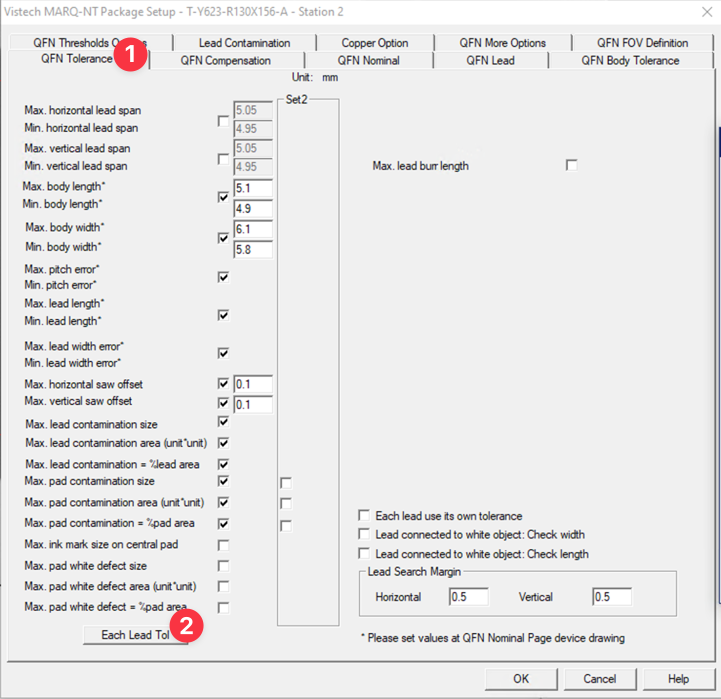 Vistech MARQ-NT Package Setup - T-Y623-R130X156-A - Station 2
QFN Thresholds Options
Lead Contamination
Copper Option
QFN More Options
QFN FOV Definition
QFN Tolerance
1
QFN Compensation
QFN Nominal
QFN Lead
QFN Body Tolerance
Unit: mm
Set2
Max. horizontal lead span 5.05
Min. horizontal lead span 4.95
Max. vertical lead span 5.05
Min. vertical lead span 4.95
Max. lead burr length
Max. body length* 5.1
Min. body length* 4.9
Max. body width* 6.1
Min. body width* 5.8
Max. pitch error*
Min. pitch error*
Max. lead length*
Min. lead length*
Max. lead width error*
Min. lead width error*
Max. horizontal saw offset 0.1
Max. vertical saw offset 0.1
Max. lead contamination size
Max. lead contamination area (unit*unit)
Max. lead contamination = %lead area
Max. pad contamination size
Max. pad contamination area (unit*unit)
Max. pad contamination = %pad area
Max. ink mark size on central pad
Max. pad white defect size
Max. pad white defect area (unit*unit)
Max. pad white defect = %pad area
Each lead use its own tolerance
Lead connected to white object: Check width
Lead connected to white object: Check length
Lead Search Margin
Horizontal 0.5 Vertical 0.5
Each Lead Tol
2
* Please set values at QFN Nominal Page device drawing
OK Cancel Help